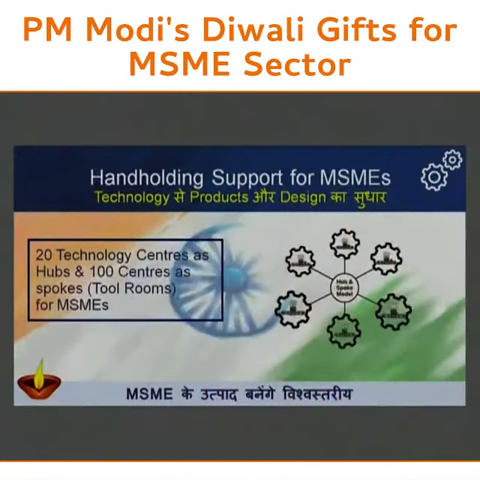 PM Modi's Diwali Gifts for
MSME Sector
Handholding Support for MSMEs
Technology से Products और Design का सुधार
20 Technology Centres as
Hubs & 100 Centres as
spokes (Tool Rooms)
for MSMEs
Hub &
Spoke
Model
MSME के उत्पाद बनेंगे विश्वस्तरीय